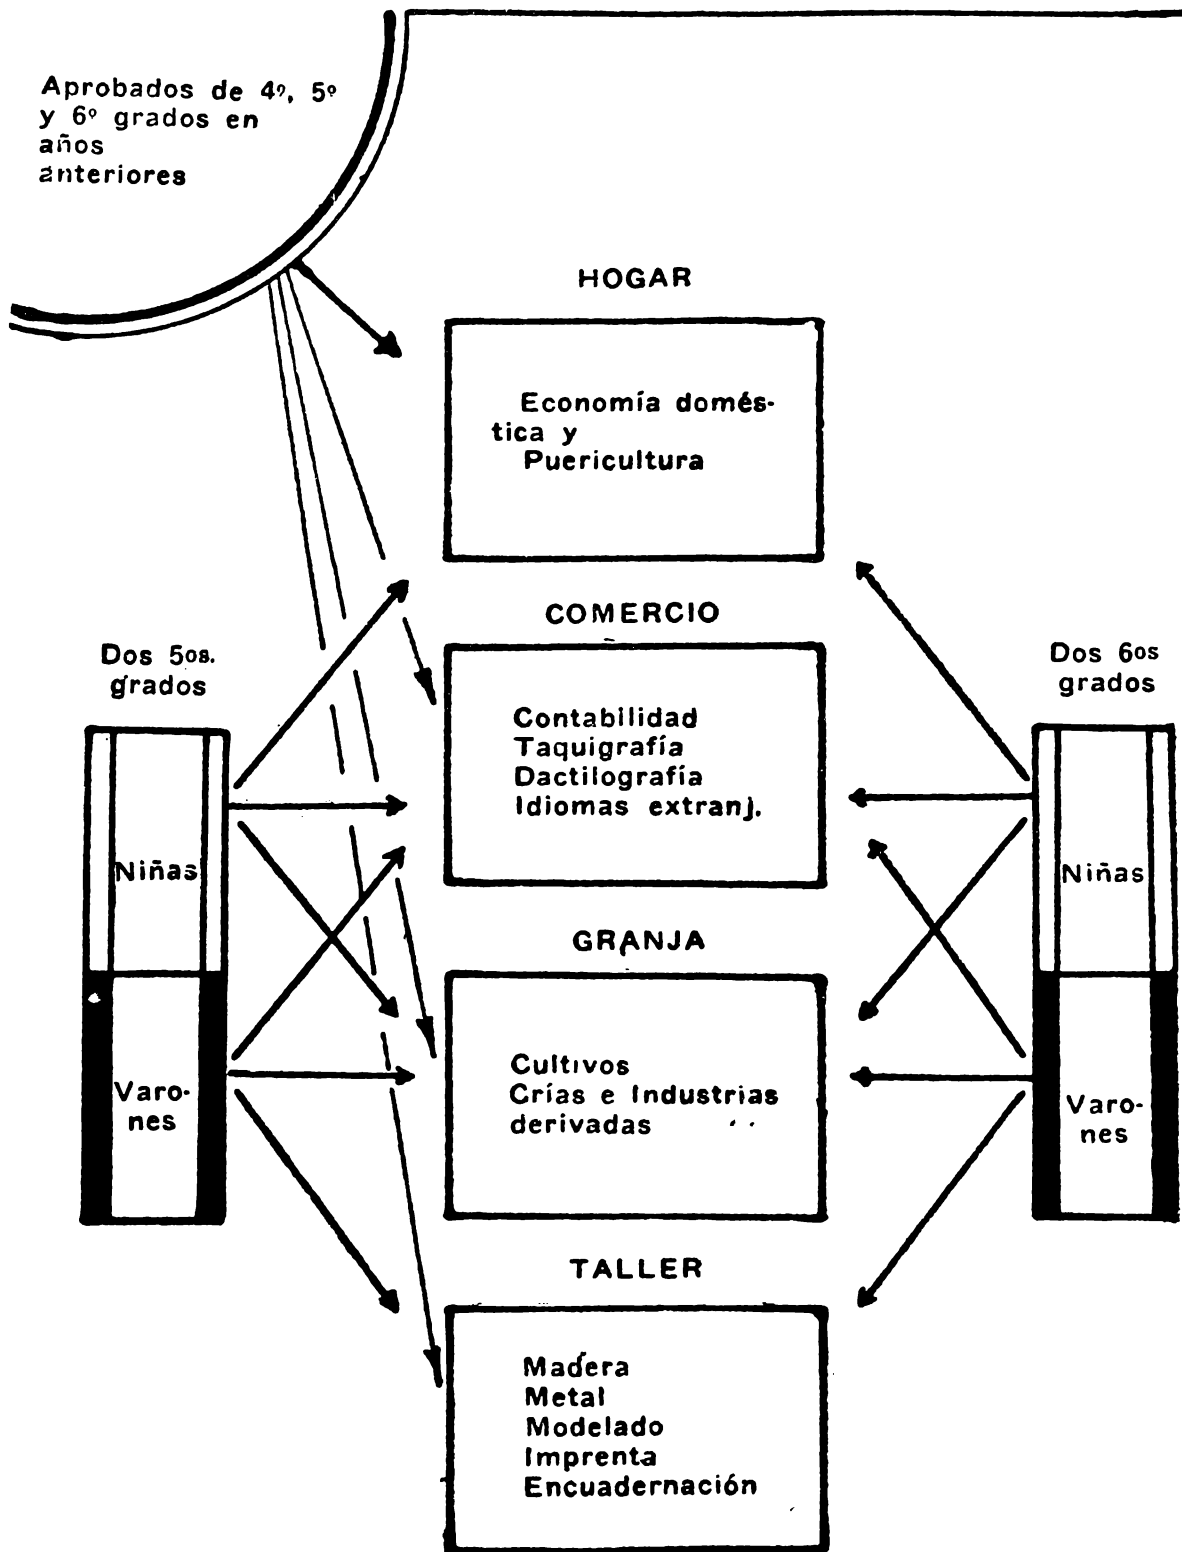 Aprobados de 4º, 5º
y 6º grados en
años
anteriores
HOGAR
Economía domés-
tica y
Puericultura
COMERCIO
Dos 5os.
grados
Dos 6os
grados
Contabilidad
Taquigrafía
Dactilografía
Idiomas extranj.
Niñas
Niñas
GRANJA
Cultivos
Crías e Industrias
derivadas
Varo-
nes
Varo-
nes
TALLER
Madera
Metal
Modelado
Imprenta
Encuadernación